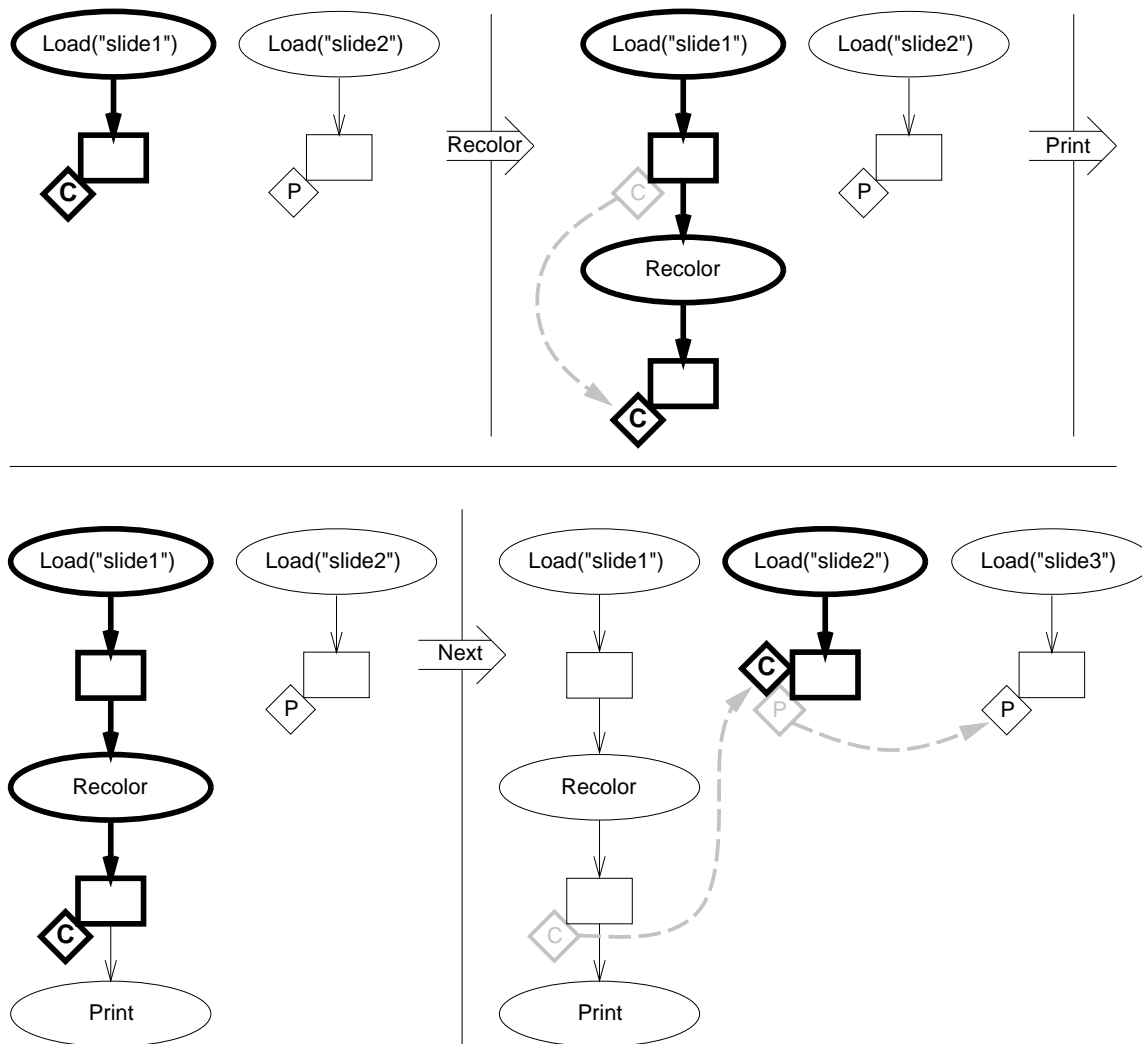 Load("slide1")
Load("slide2")
C
P
Recolor
Load("slide1")
Load("slide2")
C
P
Recolor
C
Print
Load("slide1")
Load("slide2")
P
Recolor
C
Print
Next
Load("slide1")
Load("slide2")
Load("slide3")
C
P
P
Recolor
C
Print